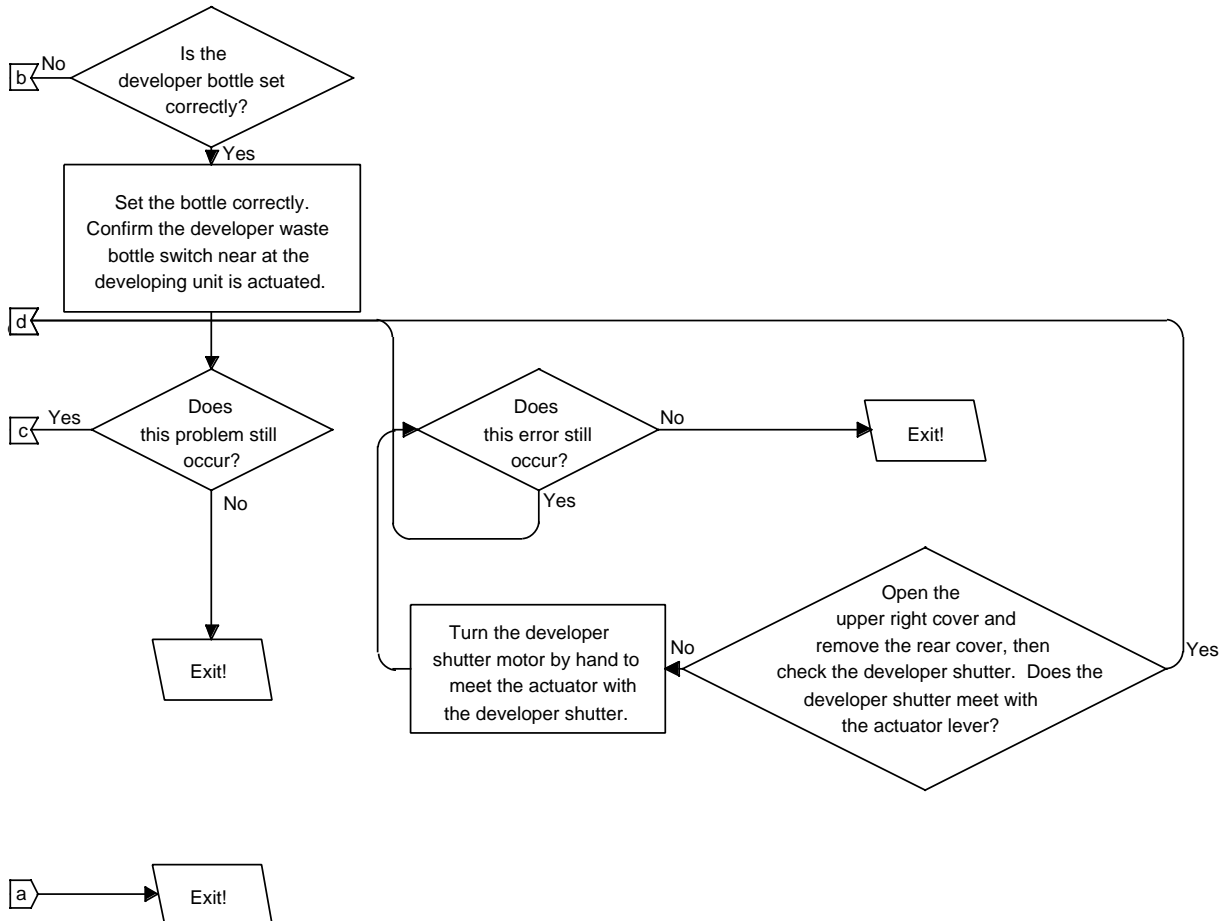 Is the
developer bottle set
correctly?
b
No
Yes
Set the bottle correctly.
Confirm the developer waste
bottle switch near at the
developing unit is actuated.
d
Does
this problem still
occur?
c
Yes
No
Does
this error still
occur?
No
Yes
Exit!
Open the
upper right cover and
remove the rear cover, then
check the developer shutter. Does the
developer shutter meet with
the actuator lever?
Yes
No
Turn the developer
shutter motor by hand to
meet the actuator with
the developer shutter.
Exit!
a
Exit!